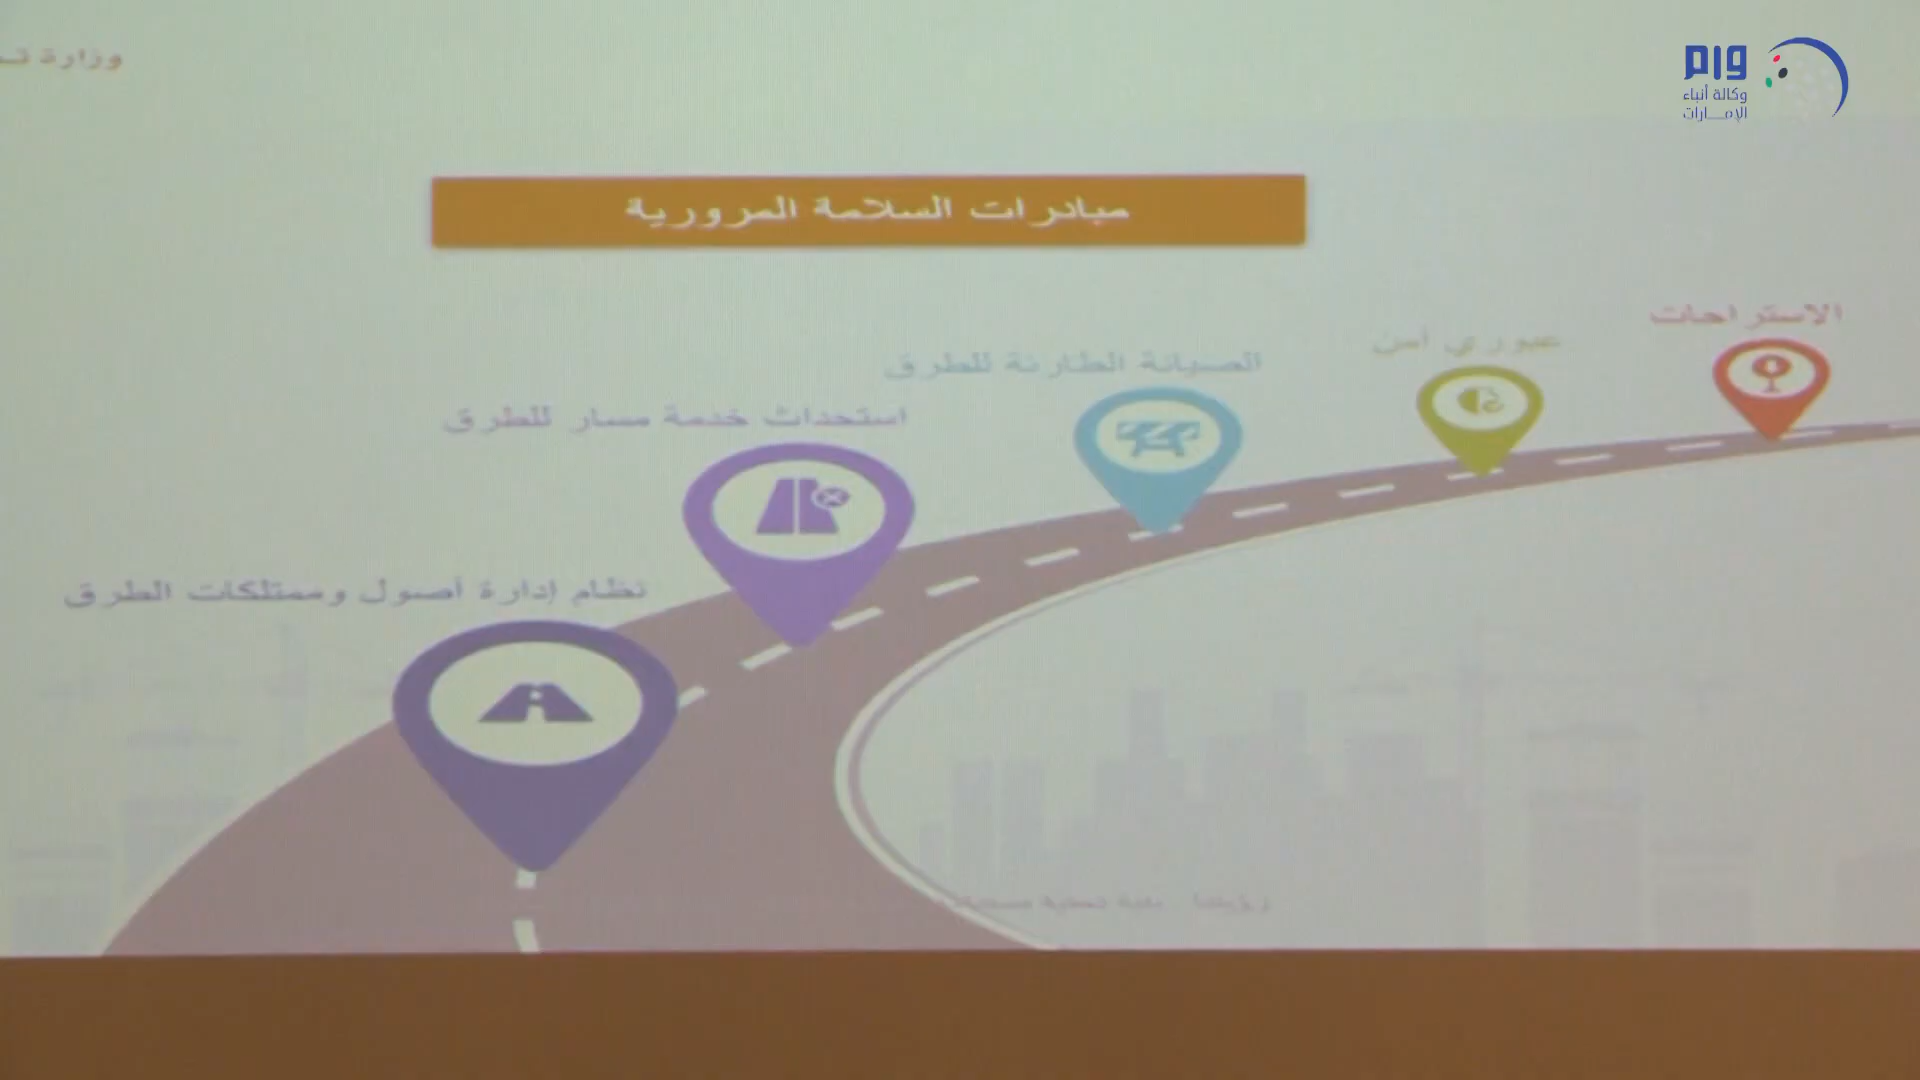 وام
وكالة أنباء
الإمارات
وزارة
مبادرات السلامة المرورية
الاستراحات
عبوري آمن
الصيانة الطارئة للطرق
استحداث خدمة مسار للطرق
نظام إدارة أصول وممتلكات الطرق